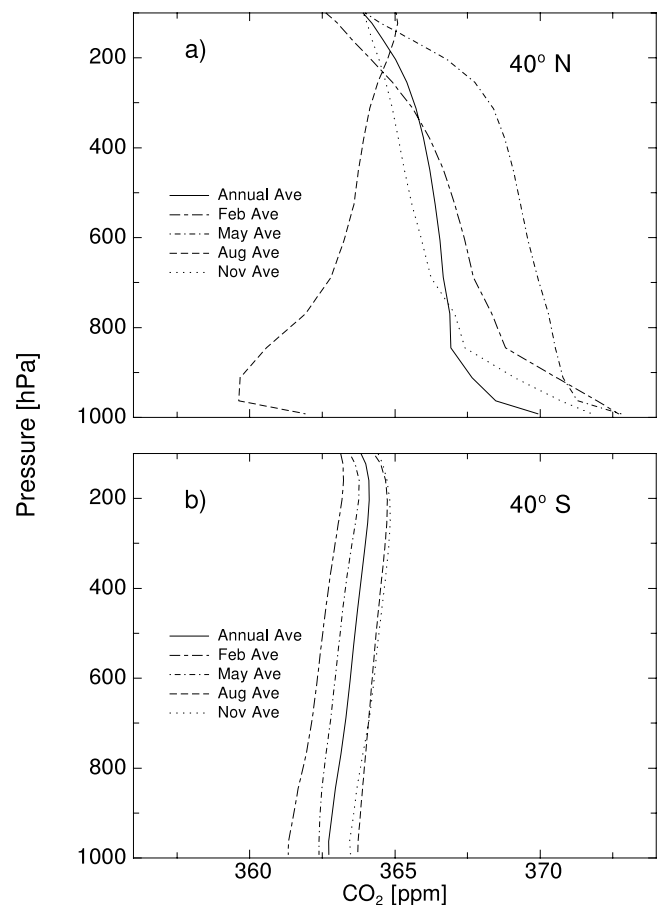 a)
40° N
200
400
600
800
1000
Annual Ave
Feb Ave
May Ave
Aug Ave
Nov Ave
Pressure [hPa]
b)
40° S
200
400
600
800
1000
Annual Ave
Feb Ave
May Ave
Aug Ave
Nov Ave
360
365
370
CO₂ [ppm]